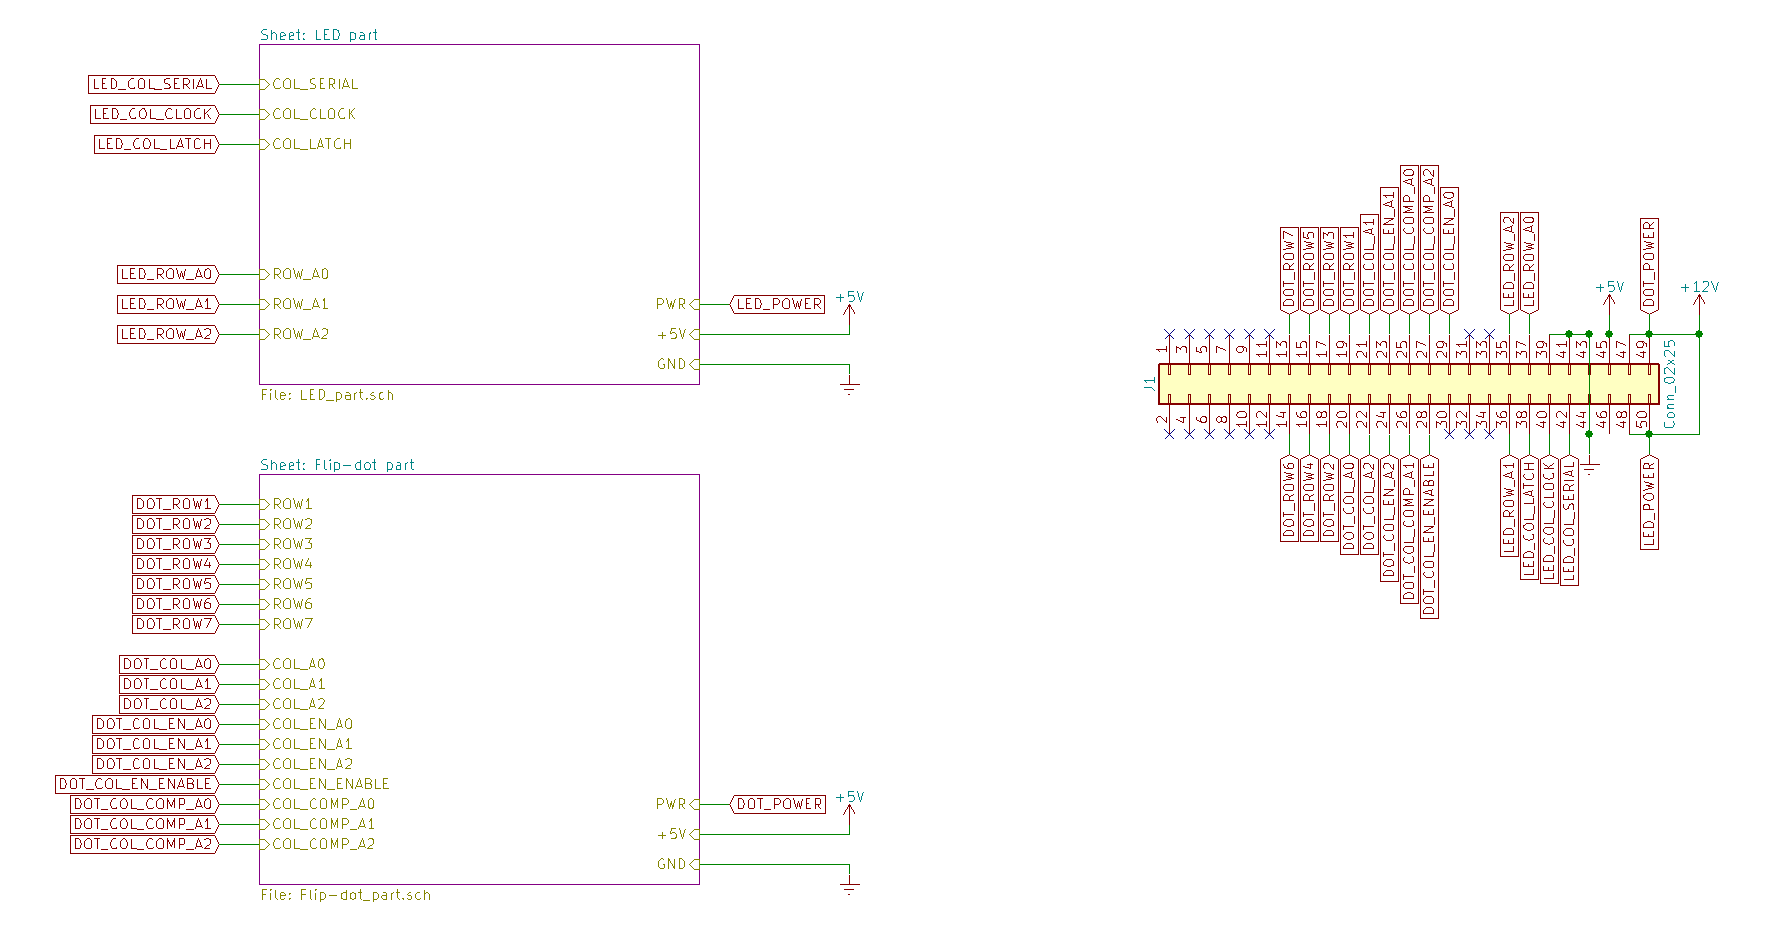 Sheet: LED part
LED_COL_SERIAL COL_SERIAL
LED_COL_CLOCK COL_CLOCK
LED_COL_LATCH COL_LATCH
LED_ROW_A0 ROW_A0
LED_ROW_A1 ROW_A1
LED_ROW_A2 ROW_A2
PWR LED_POWER
+5V
+5V
GND
File: LED_part.sch
Sheet: Flip-dot part
DOT_ROW1 ROW1
DOT_ROW2 ROW2
DOT_ROW3 ROW3
DOT_ROW4 ROW4
DOT_ROW5 ROW5
DOT_ROW6 ROW6
DOT_ROW7 ROW7
DOT_COL_A0 COL_A0
DOT_COL_A1 COL_A1
DOT_COL_A2 COL_A2
DOT_COL_EN_A0 COL_EN_A0
DOT_COL_EN_A1 COL_EN_A1
DOT_COL_EN_A2 COL_EN_A2
DOT_COL_EN_ENABLE COL_EN_ENABLE
DOT_COL_COMP_A0 COL_COMP_A0
DOT_COL_COMP_A1 COL_COMP_A1
DOT_COL_COMP_A2 COL_COMP_A2
PWR DOT_POWER
+5V
+5V
GND
File: Flip-dot_part.sch
DOT_ROW7
DOT_ROW5
DOT_ROW3
DOT_ROW1
DOT_COL_A1
DOT_COL_EN_A1
DOT_COL_COMP_A0
DOT_COL_COMP_A2
DOT_COL_EN_A0
LED_ROW_A2
LED_ROW_A0
+5V
DOT_POWER
+12V
1 3 5 7 9 11 13 15 17 19 21 23 25 27 29 31 33 35 37 39 41 43 45 47 49
J1
Conn_02x25
2 4 6 8 10 12 14 16 18 20 22 24 26 28 30 32 34 36 38 40 42 44 46 48 50
DOT_ROW6
DOT_ROW4
DOT_ROW2
DOT_COL_A0
DOT_COL_A2
DOT_COL_EN_A2
DOT_COL_COMP_A1
DOT_COL_EN_ENABLE
LED_ROW_A1
LED_COL_LATCH
LED_COL_CLOCK
LED_COL_SERIAL
LED_POWER